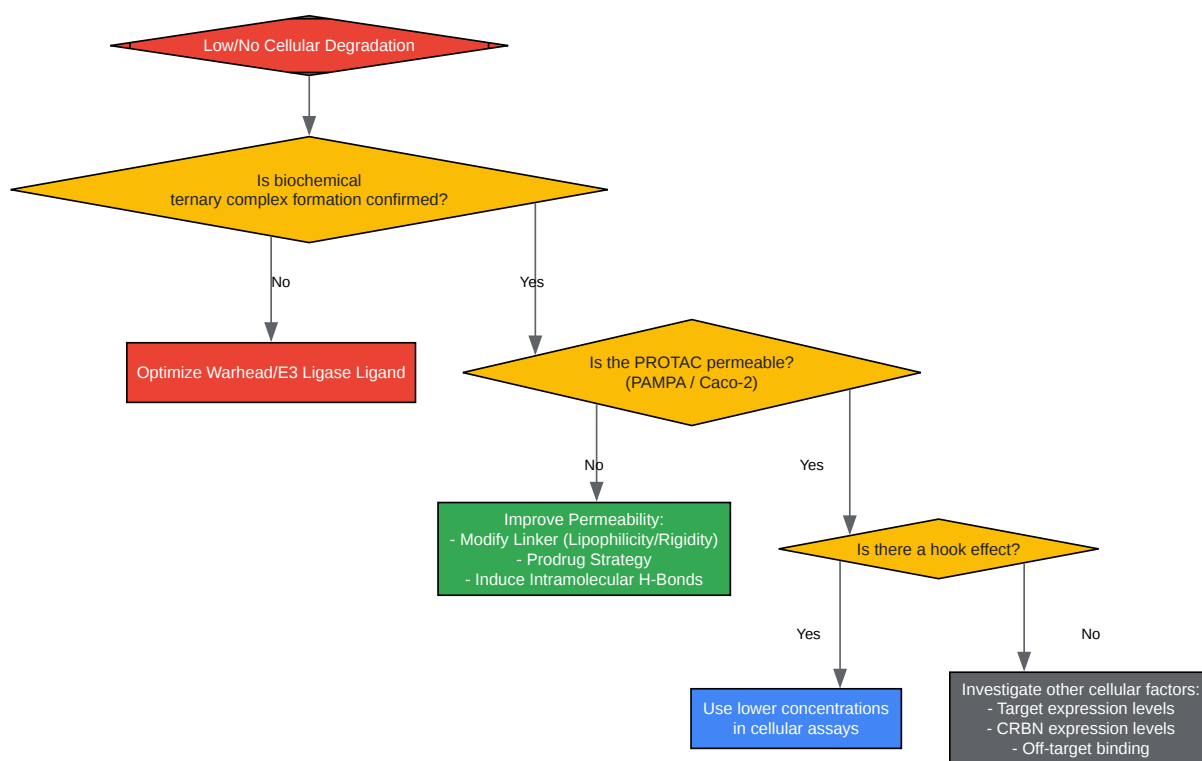 Low/No Cellular Degradation
Is biochemical
ternary complex formation confirmed?
No
Yes
Optimize Warhead/E3 Ligase Ligand
Is the PROTAC permeable?
(PAMPA / Caco-2)
No
Yes
Improve Permeability:
- Modify Linker (Lipophilicity/Rigidity)
- Prodrug Strategy
- Induce Intramolecular H-Bonds
Is there a hook effect?
Yes
No
Use lower concentrations
in cellular assays
Investigate other cellular factors:
- Target expression levels
- CRBN expression levels
- Off-target binding